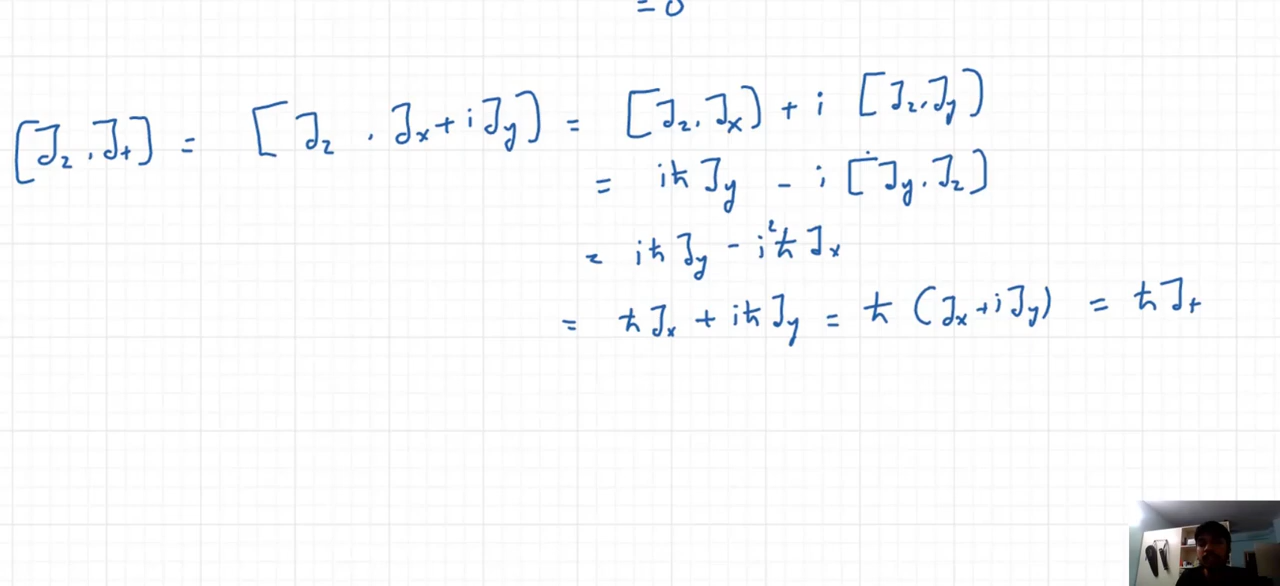 = 0
[J_z, J_+] = [J_z, J_x + i J_y] = [J_z, J_x] + i [J_z, J_y]
= iħ J_y - i [J_y, J_z]
= iħ J_y - i²ħ J_x
= ħ J_x + iħ J_y = ħ (J_x + i J_y) = ħ J_+